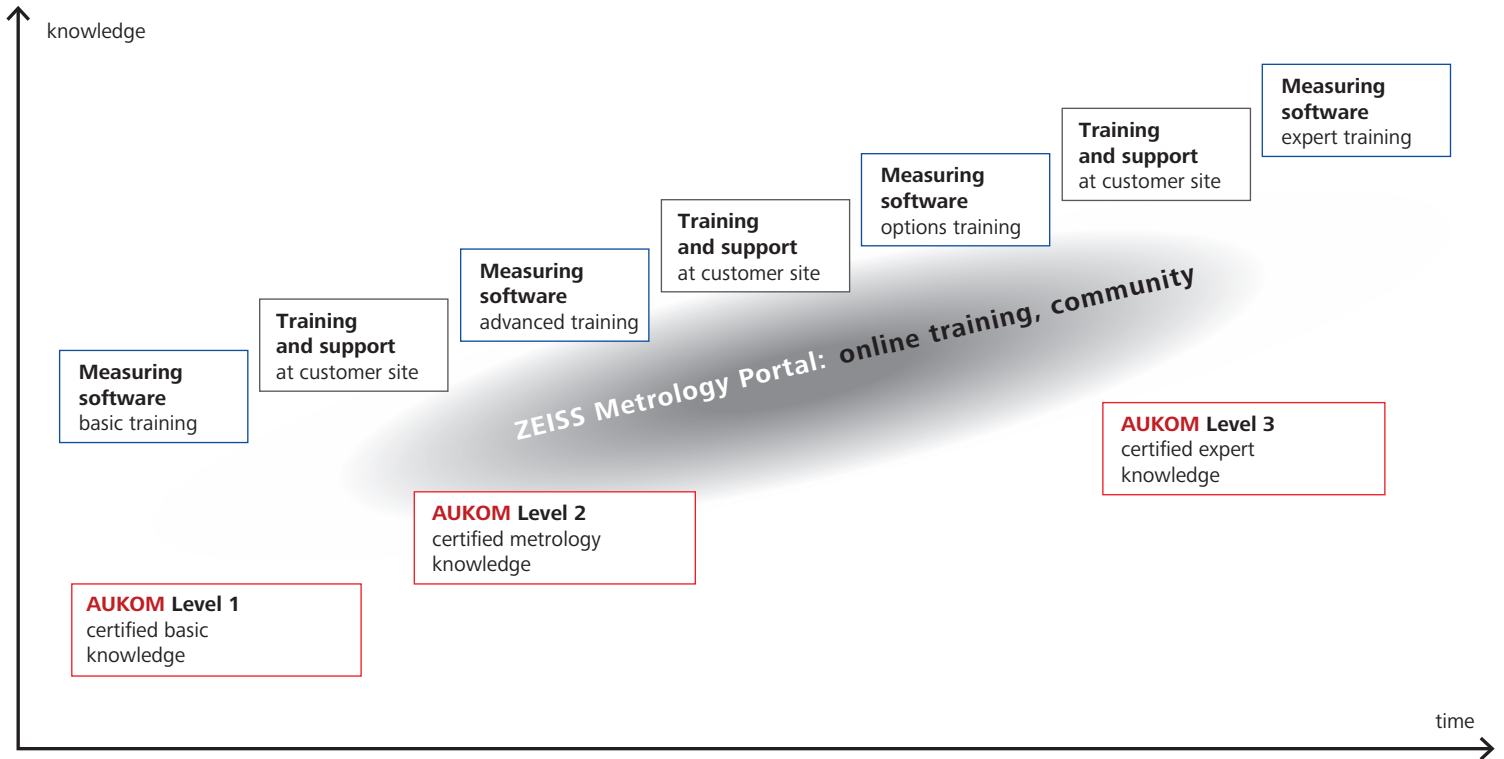 knowledge
Measuring
software
basic training
Training
and support
at customer site
Measuring
software
advanced training
Training
and support
at customer site
Measuring
software
options training
Training
and support
at customer site
Measuring
software
expert training
ZEISS Metrology Portal: online training, community
AUKOM Level 1
certified basic
knowledge
AUKOM Level 2
certified metrology
knowledge
AUKOM Level 3
certified expert
knowledge
time